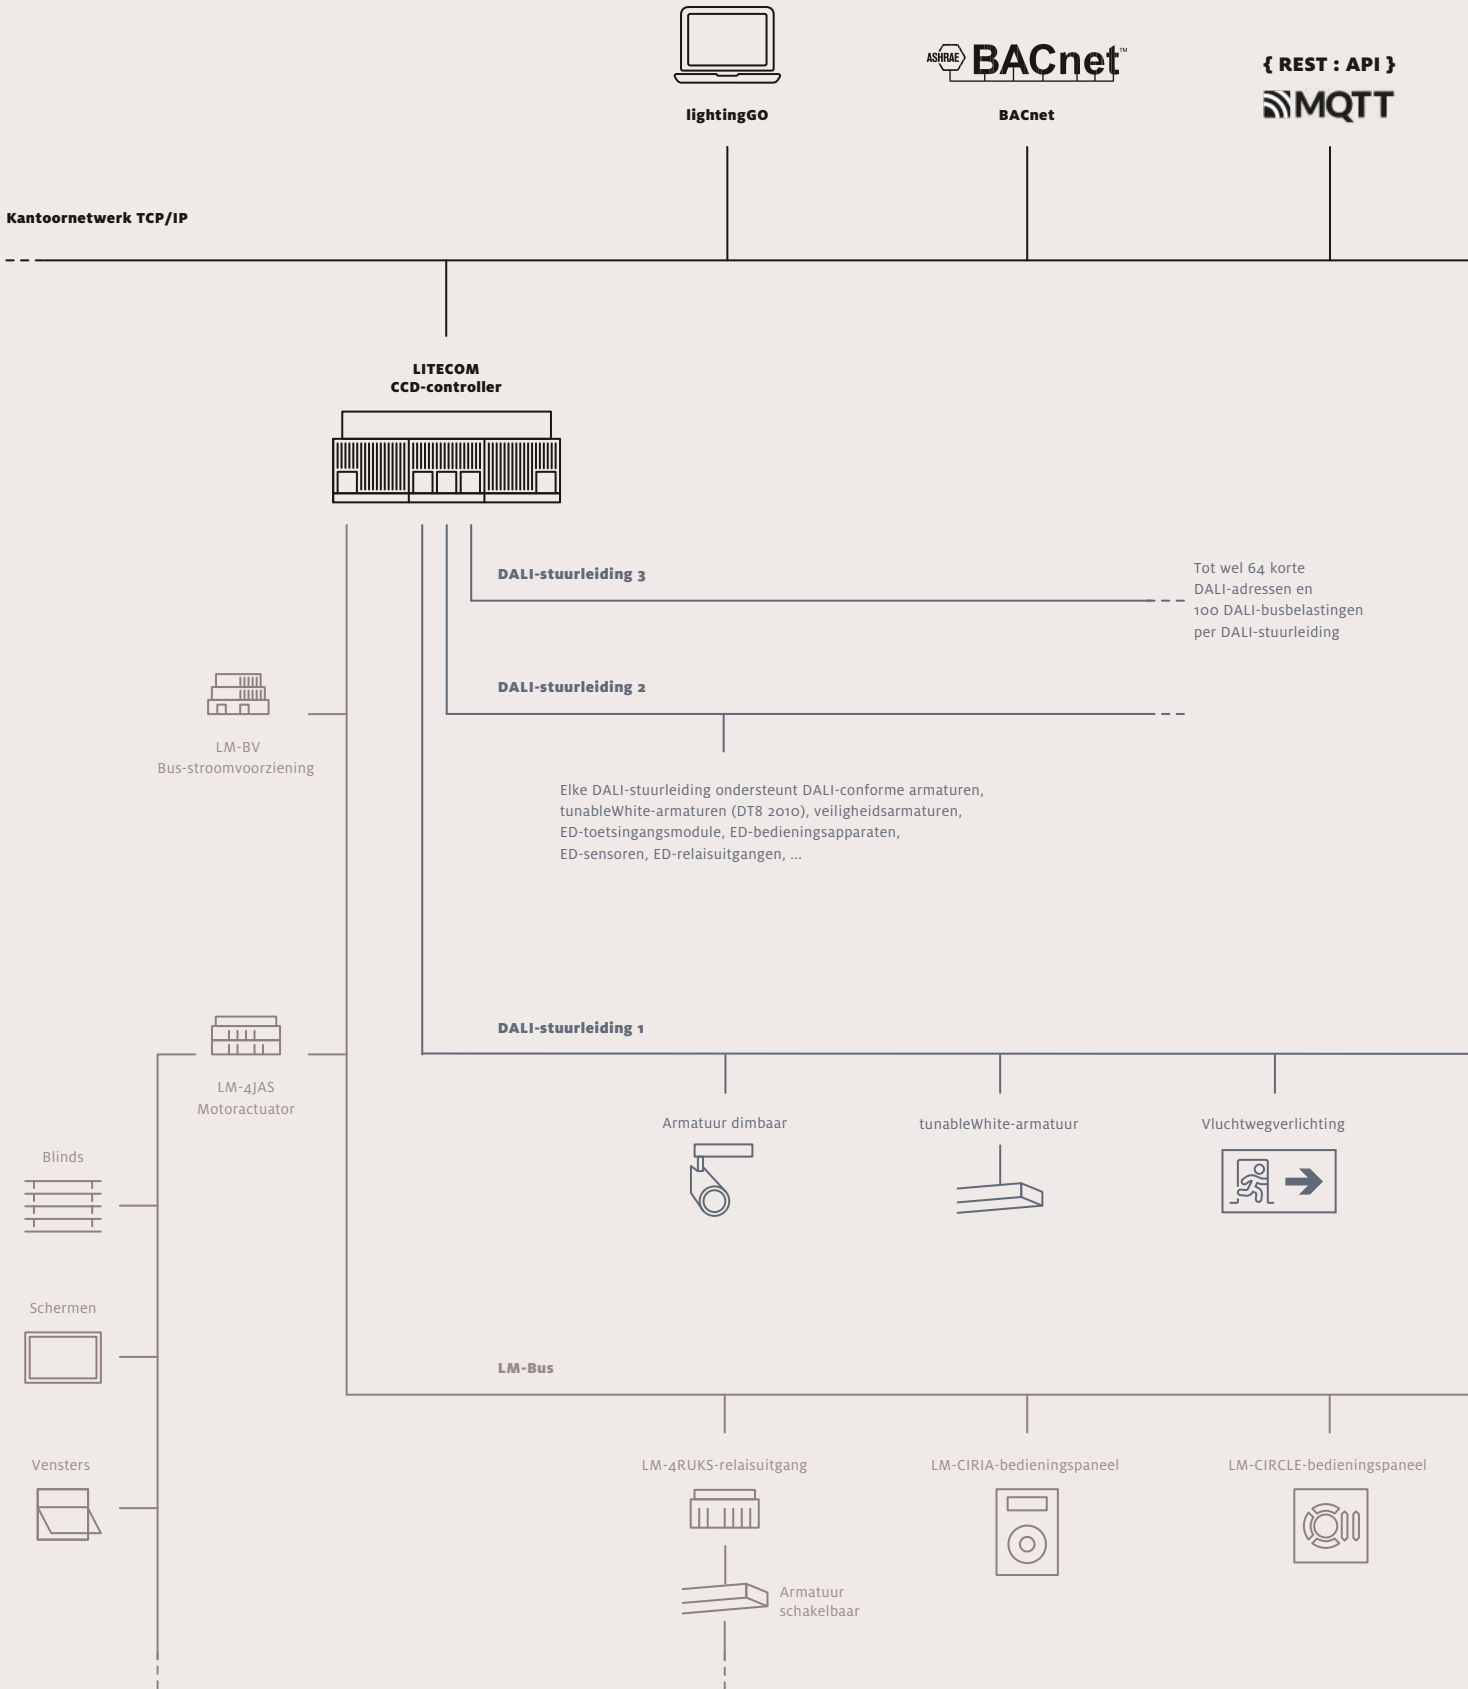 ASHRAE BACnet™
{ REST : API }
MQTT
lightingGO
BACnet
Kantoornetwerk TCP/IP
LITECOM
CCD-controller
DALI-stuurleiding 3
Tot wel 64 korte
DALI-adressen en
100 DALI-busbelastingen
per DALI-stuurleiding
DALI-stuurleiding 2
LM-BV
Bus-stroomvoorziening
Elke DALI-stuurleiding ondersteunt DALI-conforme armaturen,
tunableWhite-armaturen (DT8 2010), veiligheidsarmaturen,
ED-toetsingangsmodule, ED-bedieningsapparaten,
ED-sensoren, ED-relaisuitgangen, ...
DALI-stuurleiding 1
LM-4JAS
Motoractuator
Armatuur dimbaar
tunableWhite-armatuur
Vluchtwegverlichting
Blinds
Schermen
LM-Bus
Vensters
LM-4RUKS-relaisuitgang
LM-CIRIA-bedieningspaneel
LM-CIRCLE-bedieningspaneel
Armatuur
schakelbaar